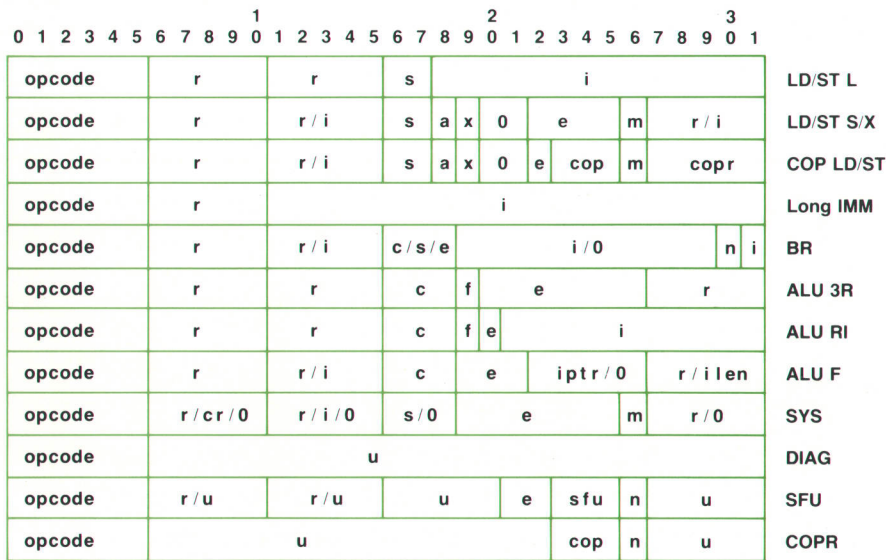 1 2 3
0 1 2 3 4 5 6 7 8 9 0 1 2 3 4 5 6 7 8 9 0 1 2 3 4 5 6 7 8 9 0 1
opcode r r s i LD/ST L
opcode r r/i s a x 0 e m r/i LD/ST S/X
opcode r r/i s a x 0 e cop m copr COP LD/ST
opcode r i Long IMM
opcode r r/i c/s/e i/0 n i BR
opcode r r c f e r ALU 3R
opcode r r c f e i ALU RI
opcode r r/i c e iptr/0 r/ilen ALU F
opcode r/cr/0 r/i/0 s/0 e m r/0 SYS
opcode u DIAG
opcode r/u r/u u e sfu n u SFU
opcode u cop n u COPR